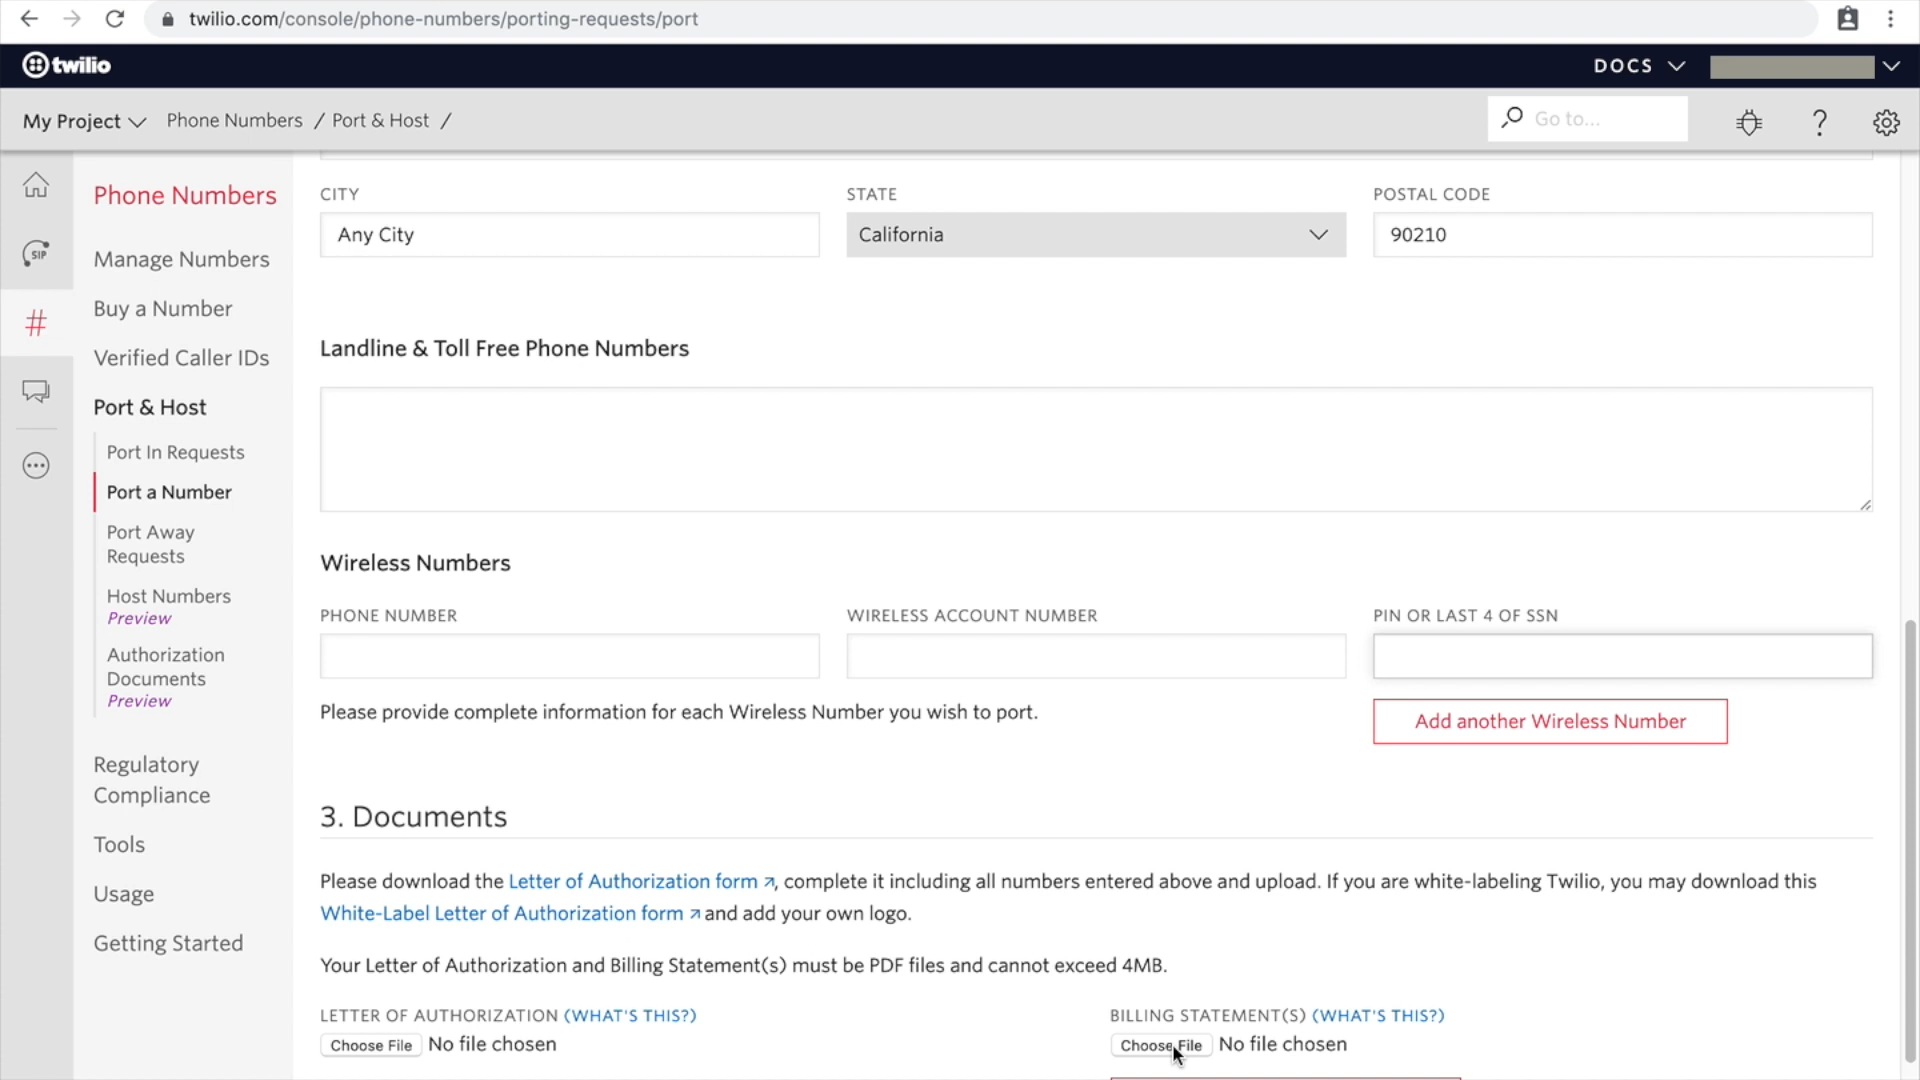 twilio.com/console/phone-numbers/porting-requests/port
twilio
DOCS
My Project
Phone Numbers / Port & Host /
Go to...
?
SIP
#
Phone Numbers
Manage Numbers
Buy a Number
Verified Caller IDs
Port & Host
Port In Requests
Port a Number
Port Away
Requests
Host Numbers
Preview
Authorization
Documents
Preview
Regulatory
Compliance
Tools
Usage
Getting Started
CITY
STATE
POSTAL CODE
Any City
California
90210
Landline & Toll Free Phone Numbers
Wireless Numbers
PHONE NUMBER
WIRELESS ACCOUNT NUMBER
PIN OR LAST 4 OF SSN
Please provide complete information for each Wireless Number you wish to port.
Add another Wireless Number
3. Documents
Please download the Letter of Authorization form ↗, complete it including all numbers entered above and upload. If you are white-labeling Twilio, you may download this
White-Label Letter of Authorization form ↗ and add your own logo.
Your Letter of Authorization and Billing Statement(s) must be PDF files and cannot exceed 4MB.
LETTER OF AUTHORIZATION (WHAT'S THIS?)
BILLING STATEMENT(S) (WHAT'S THIS?)
Choose File No file chosen
Choose File No file chosen